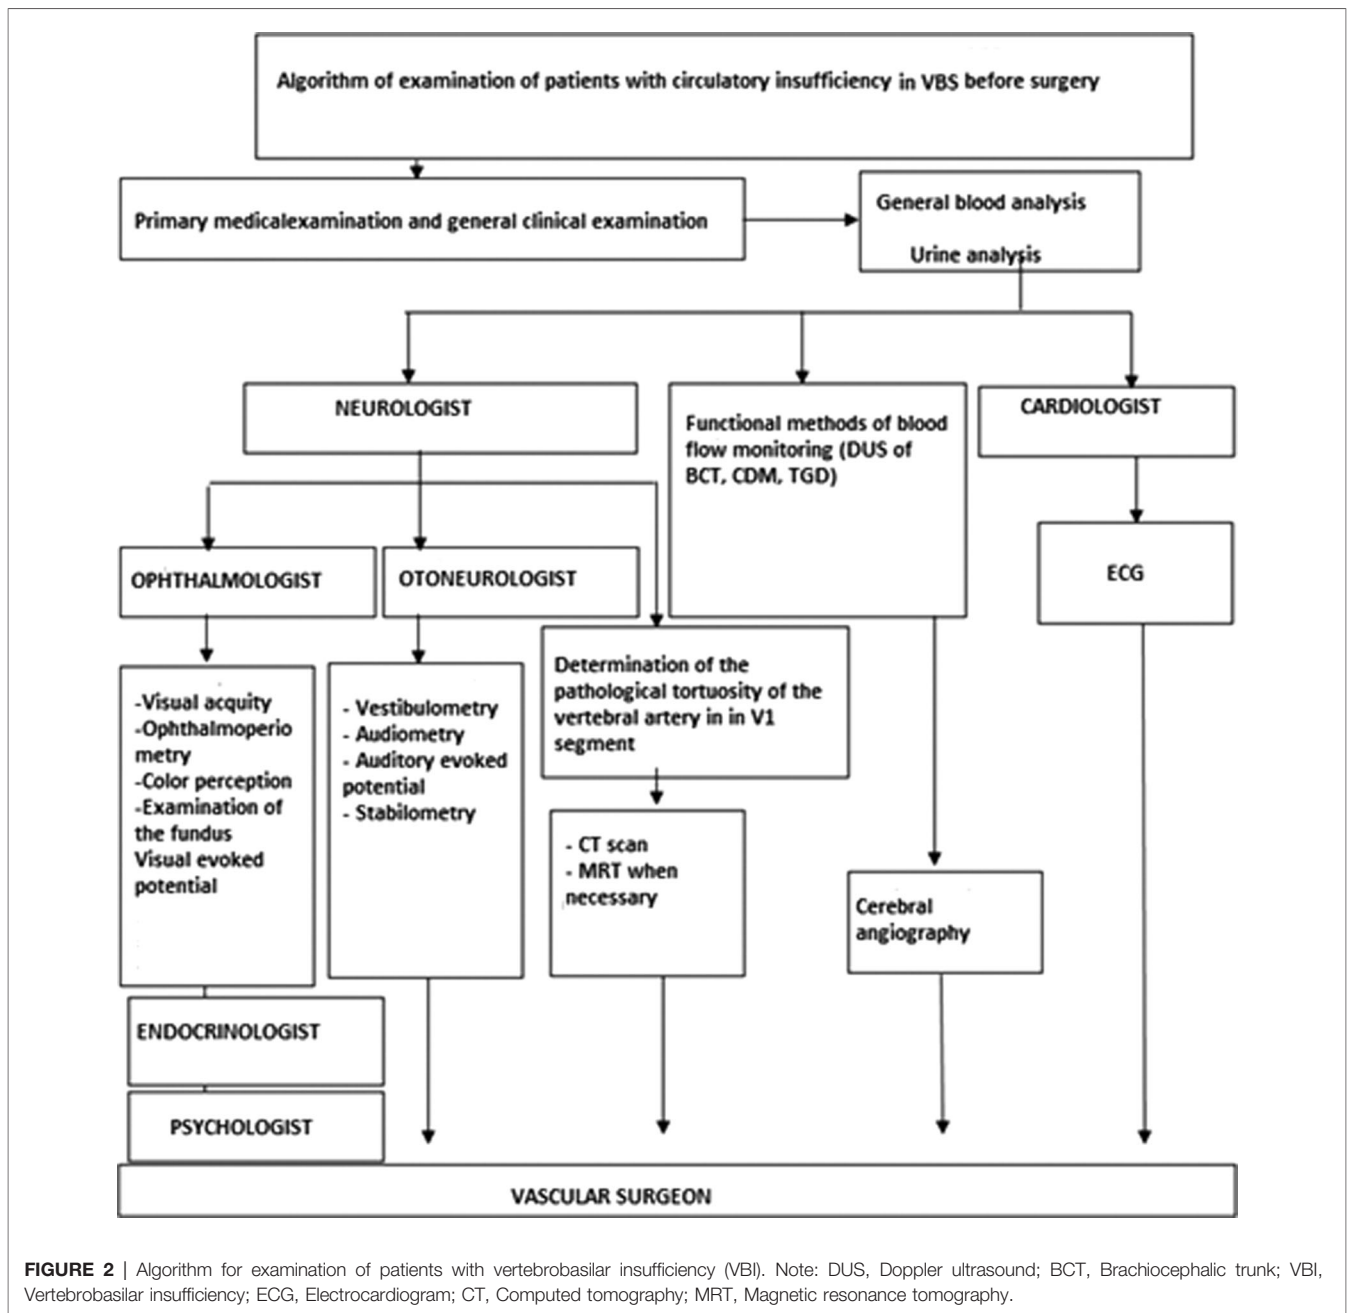 Algorithm of examination of patients with circulatory insufficiency in VBS before surgery
Primary medicalexamination and general clinical examination
General blood analysis
Urine analysis
NEUROLOGIST
Functional methods of blood
flow monitoring (DUS of
BCT, CDM, TGD)
CARDIOLOGIST
OPHTHALMOLOGIST
OTONEUROLOGIST
ECG
Determination of the
pathological tortuosity of the
vertebral artery in in V1
segment
-Visual acquity
-Ophthalmoperio
metry
-Color perception
-Examination of
the fundus
Visual evoked
potential
- Vestibulometry
- Audiometry
- Auditory evoked
potential
- Stabilometry
- CT scan
- MRT when
necessary
Cerebral
angiography
ENDOCRINOLOGIST
PSYCHOLOGIST
VASCULAR SURGEON
FIGURE 2 | Algorithm for examination of patients with vertebrobasilar insufficiency (VBI). Note: DUS, Doppler ultrasound; BCT, Brachiocephalic trunk; VBI,
Vertebrobasilar insufficiency; ECG, Electrocardiogram; CT, Computed tomography; MRT, Magnetic resonance tomography.